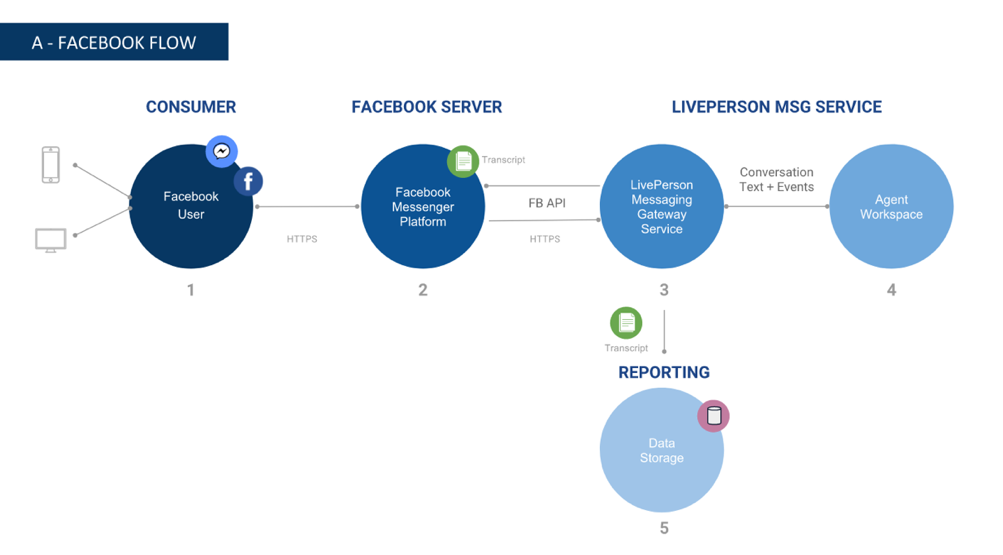 A - FACEBOOK FLOW
CONSUMER
FACEBOOK SERVER
LIVEPERSON MSG SERVICE
Facebook
User
HTTPS
Transcript
Facebook
Messenger
Platform
FB API
HTTPS
LivePerson
Messaging
Gateway
Service
Conversation
Text + Events
Agent
Workspace
1
2
3
4
Transcript
REPORTING
Data
Storage
5